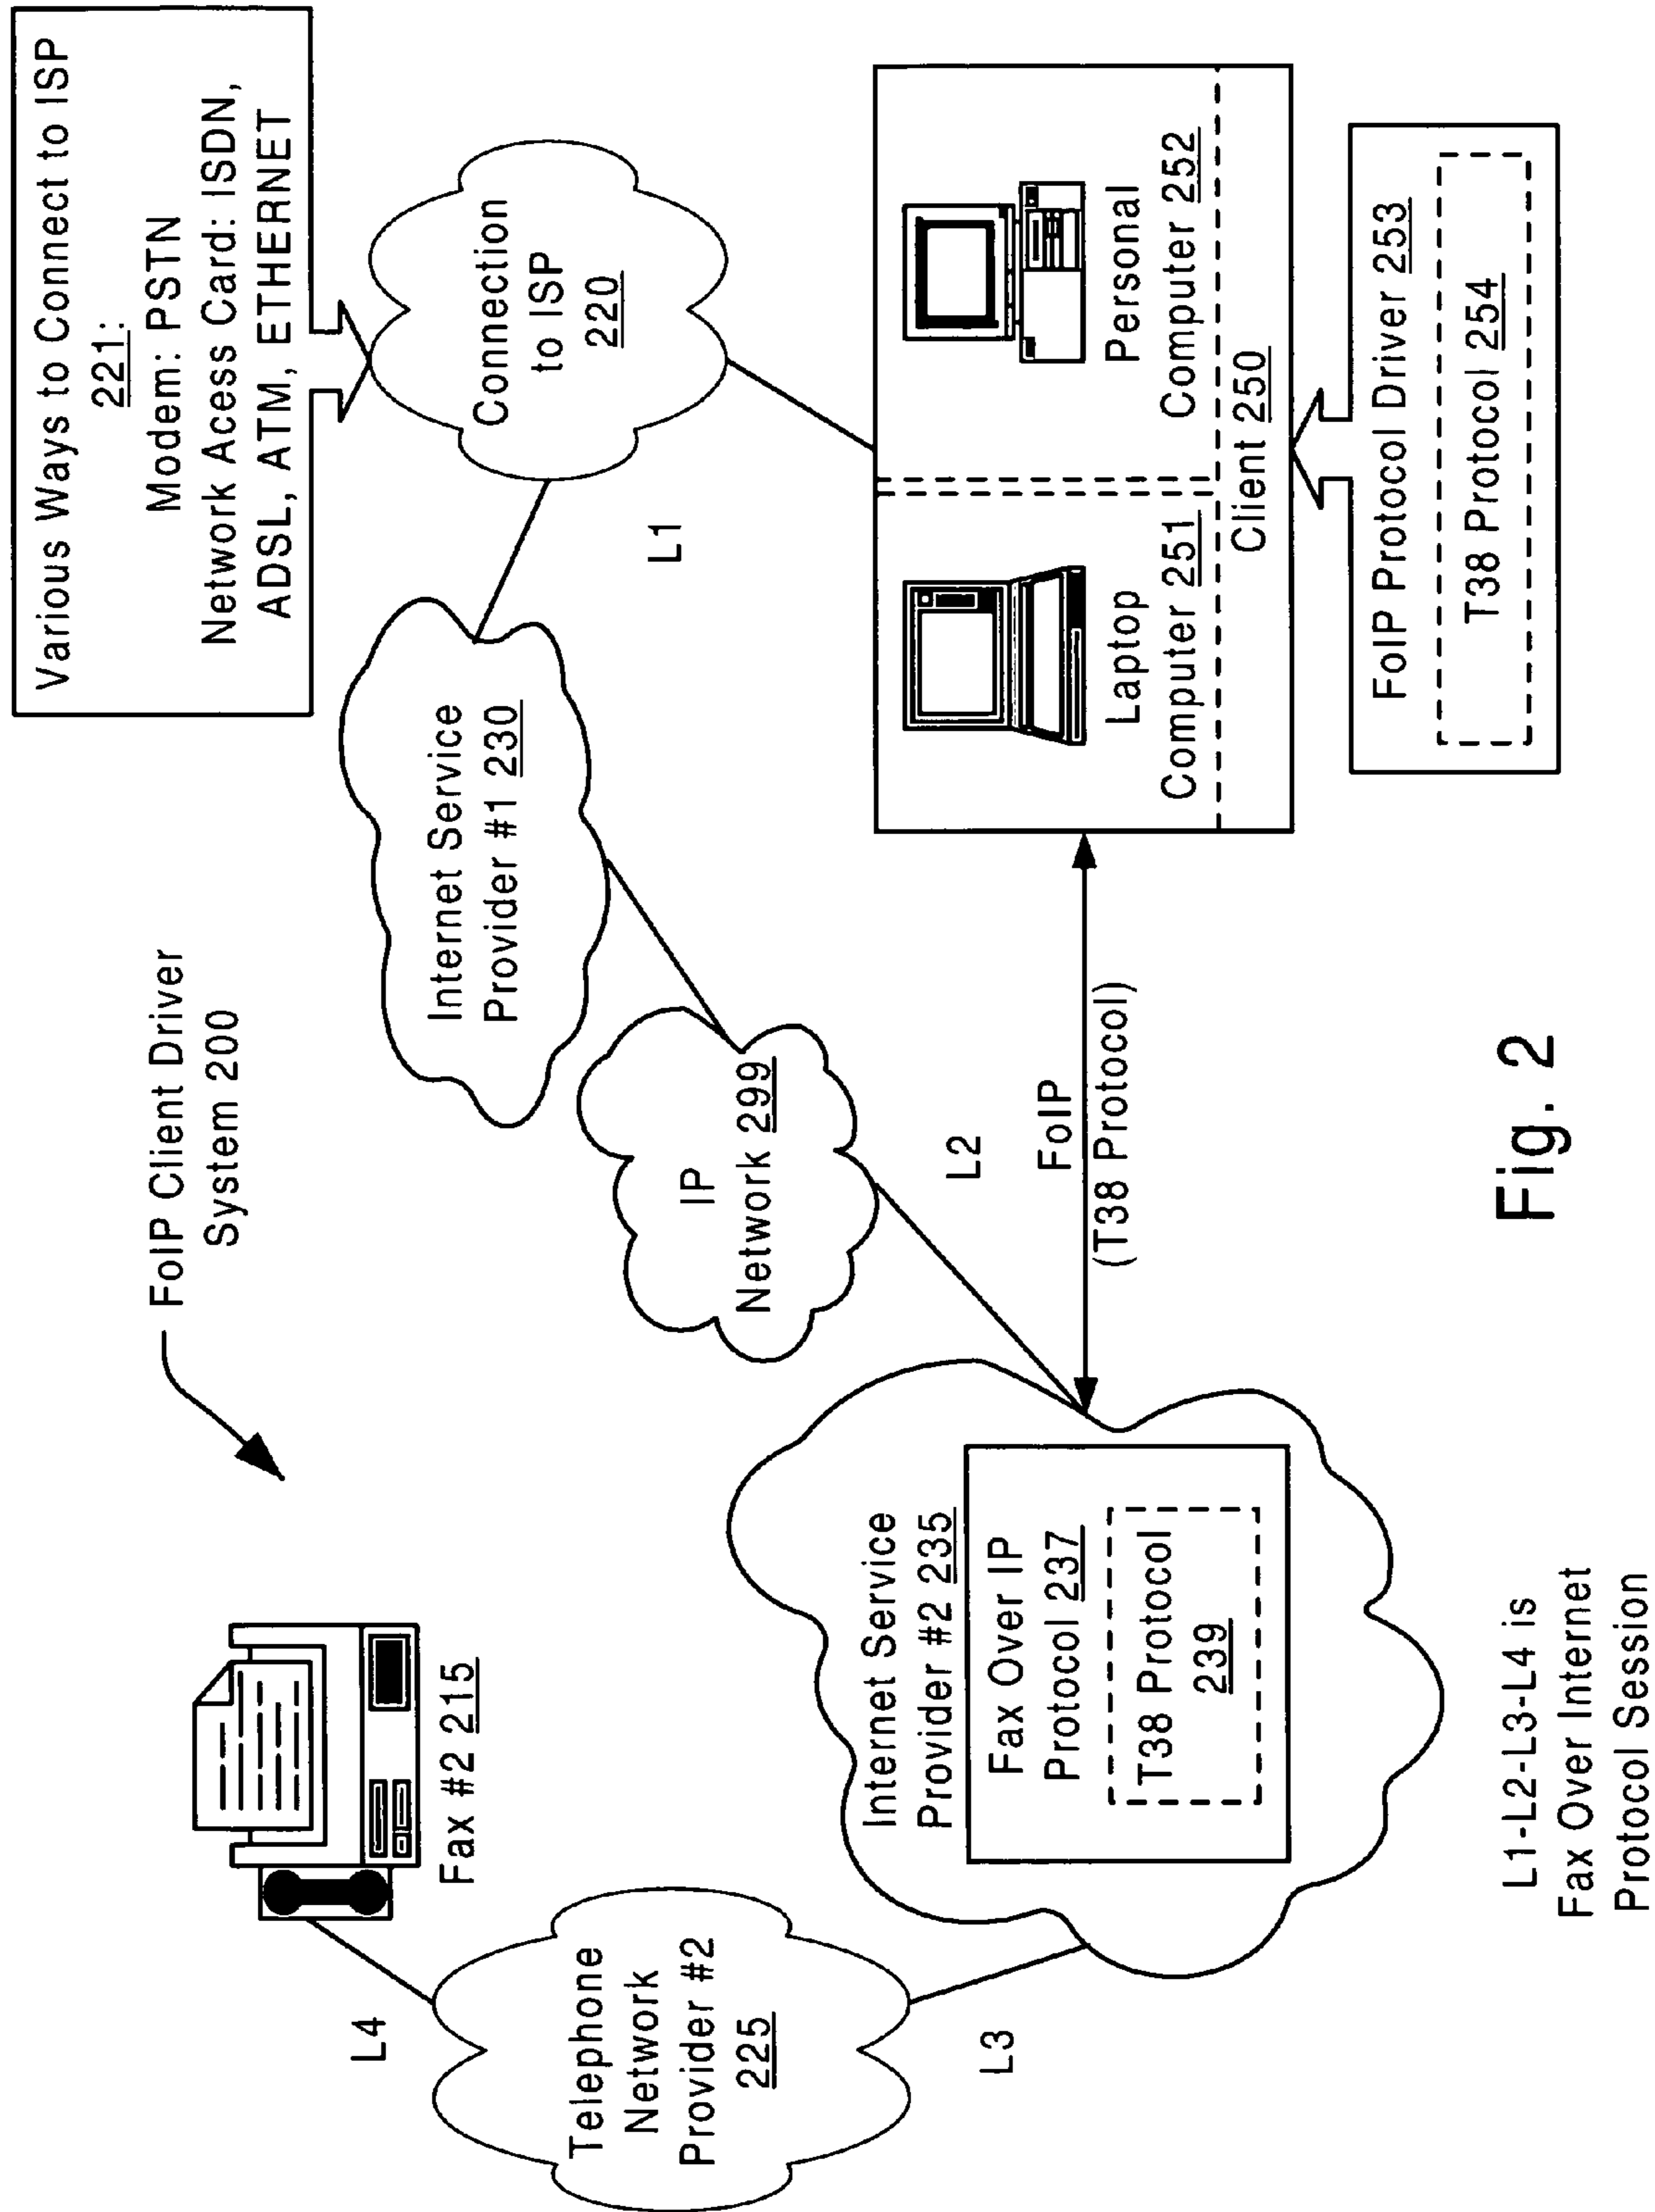 FoIP Client Driver
System 200
Various Ways to Connect to ISP
221:
Modem: PSTN
Network Access Card: ISDN,
ADSL, ATM, ETHERNET
Fax #2 215
L4
Telephone
Network
Provider #2
225
L3
Internet Service
Provider #1 230
Connection
to ISP
220
L1
IP
Network 299
L2
Internet Service
Provider #2 235
Fax Over IP
Protocol 237
T38 Protocol
239
FoIP
(T38 Protocol)
Laptop
Computer 251
Personal
Computer 252
Client 250
FoIP Protocol Driver 253
T38 Protocol 254
L1-L2-L3-L4 is
Fax Over Internet
Protocol Session
Fig. 2